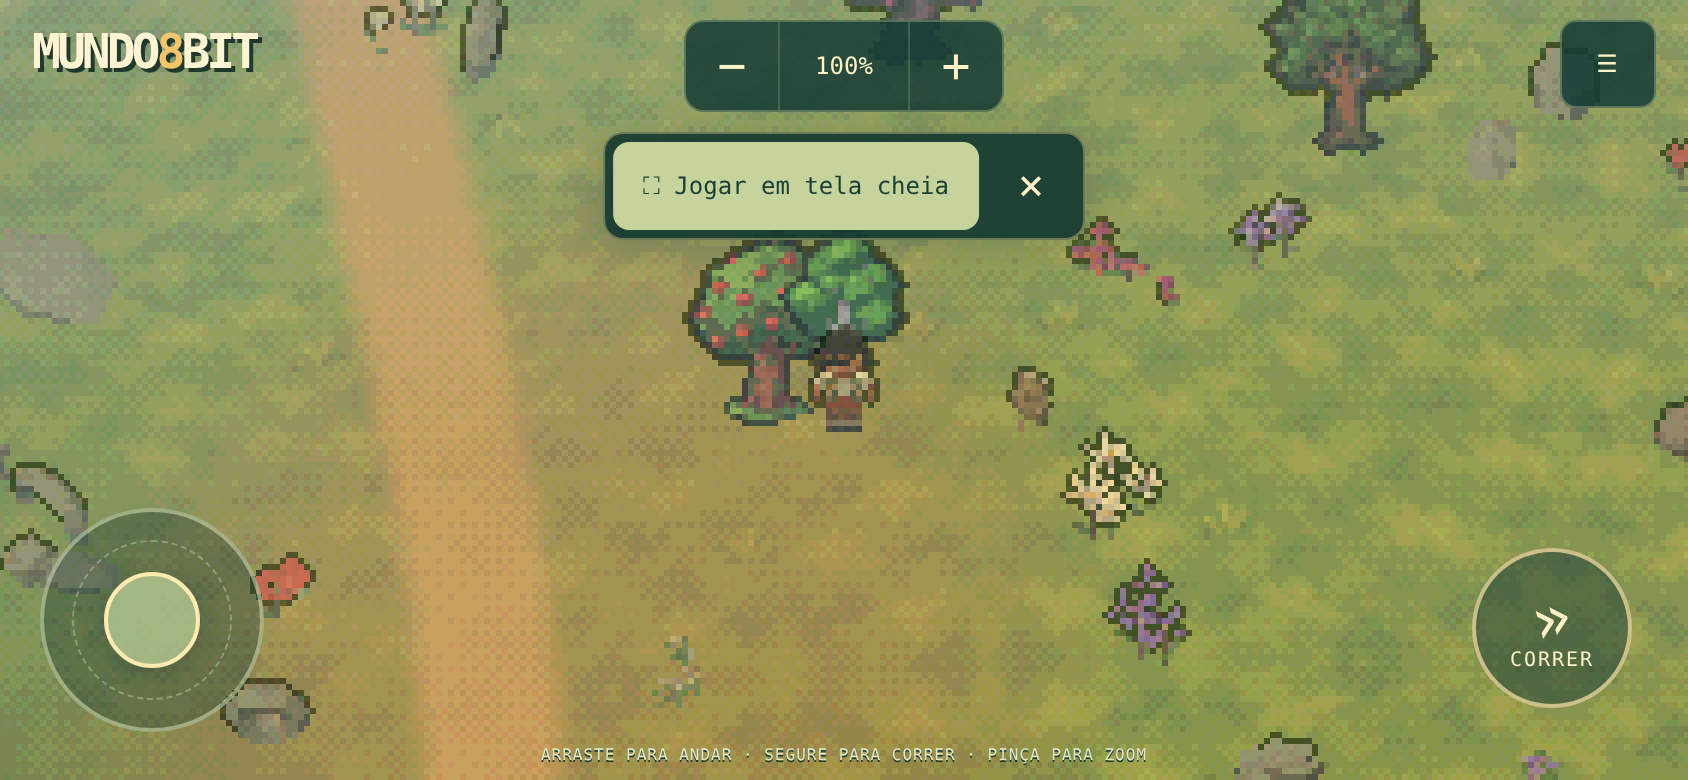 MUNDO8BIT
100%
Jogar em tela cheia
CORRER
ARRASTE PARA ANDAR · SEGURE PARA CORRER · PINÇA PARA ZOOM